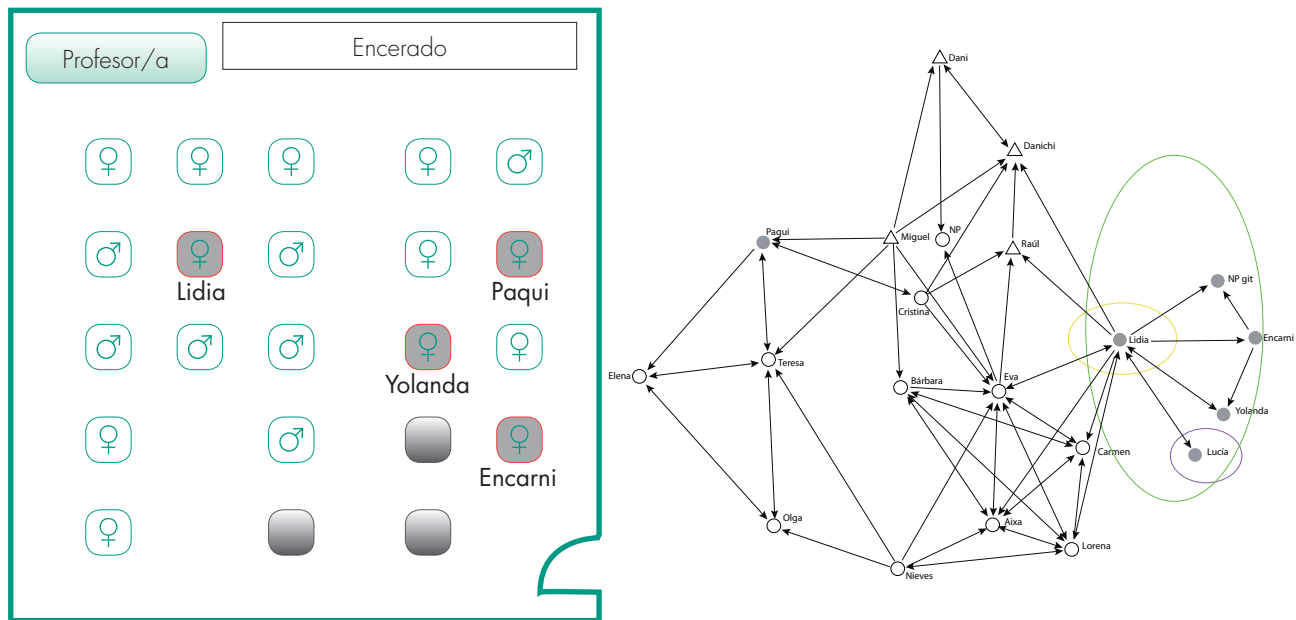 Profesor/a
Encerado
Lidia
Paqui
Yolanda
Encarni
Dani
Danichi
Paqui
Miguel
NP
Raúl
NP git
Cristina
Lidia
Encarni
Elena
Teresa
Bárbara
Eva
Yolanda
Carmen
Lucía
Olga
Aixa
Lorena
Nieves